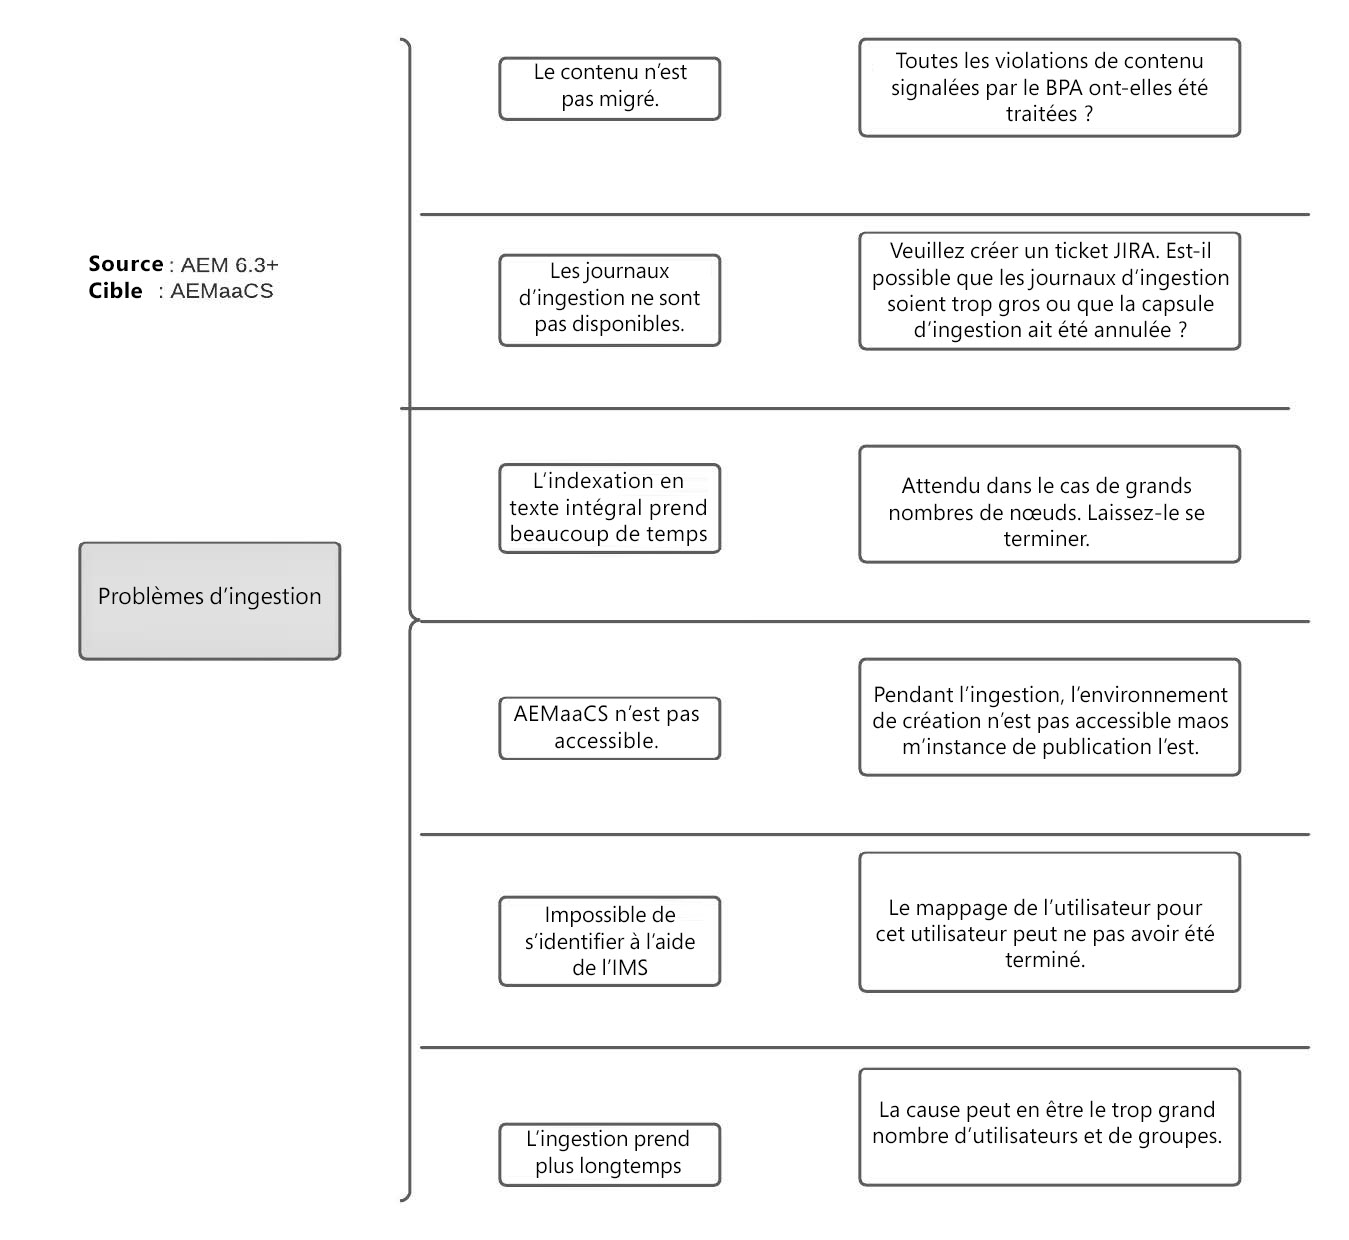 Le contenu n’est
pas migré.
Toutes les violations de contenu
signalées par le BPA ont-elles été
traitées ?
Source : AEM 6.3+
Cible : AEMaaCS
Les journaux
d’ingestion ne sont
pas disponibles.
Veuillez créer un ticket JIRA. Est-il
possible que les journaux d’ingestion
soient trop gros ou que la capsule
d’ingestion ait été annulée ?
L’indexation en
texte intégral prend
beaucoup de temps
Attendu dans le cas de grands
nombres de nœuds. Laissez-le se
terminer.
Problèmes d’ingestion
AEMaaCS n’est pas
accessible.
Pendant l’ingestion, l’environnement
de création n’est pas accessible maos
m’instance de publication l’est.
Impossible de
s’identifier à l’aide
de l’IMS
Le mappage de l’utilisateur pour
cet utilisateur peut ne pas avoir été
terminé.
L’ingestion prend
plus longtemps
La cause peut en être le trop grand
nombre d’utilisateurs et de groupes.